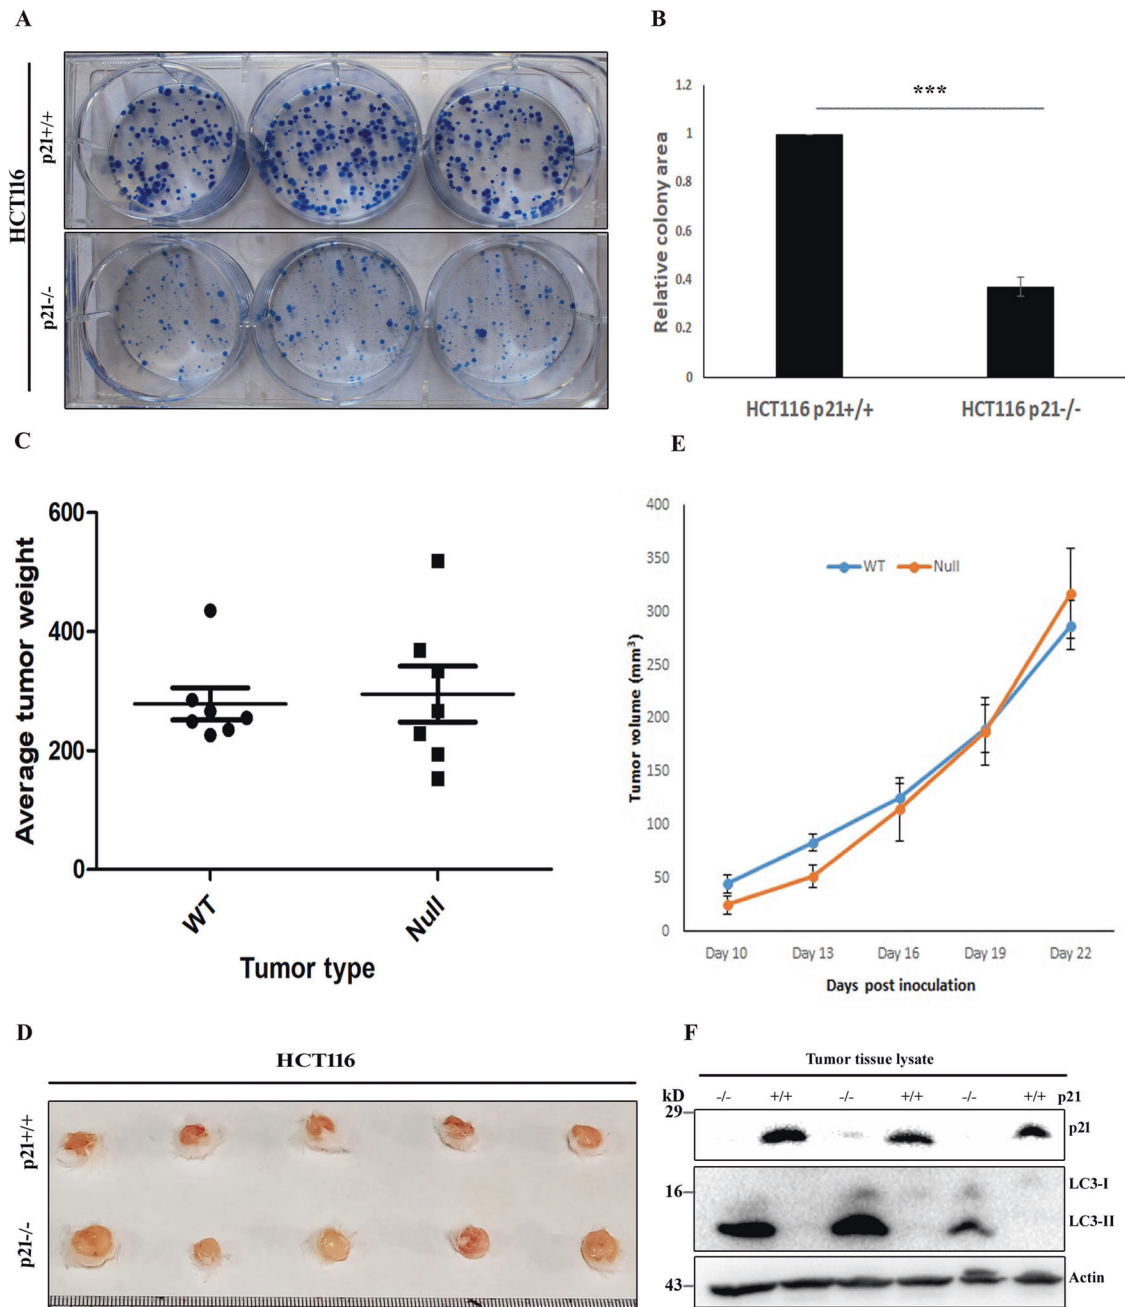 A
HCT116
p21+/+
p21-/-
B
Relative colony area
1.2
1
0.8
0.6
0.4
0.2
0
***
HCT116 p21+/+
HCT116 p21-/-
C
Average tumor weight
600
400
200
0
WT
Null
Tumor type
E
Tumor volume (mm³)
400
350
300
250
200
150
100
50
0
WT
Null
Day 10
Day 13
Day 16
Day 19
Day 22
Days post inoculation
D
HCT116
p21+/+
p21-/-
F
Tumor tissue lysate
kD
-/-
+/+
-/-
+/+
-/-
+/+
p21
29
p21
16
LC3-I
LC3-II
43
Actin